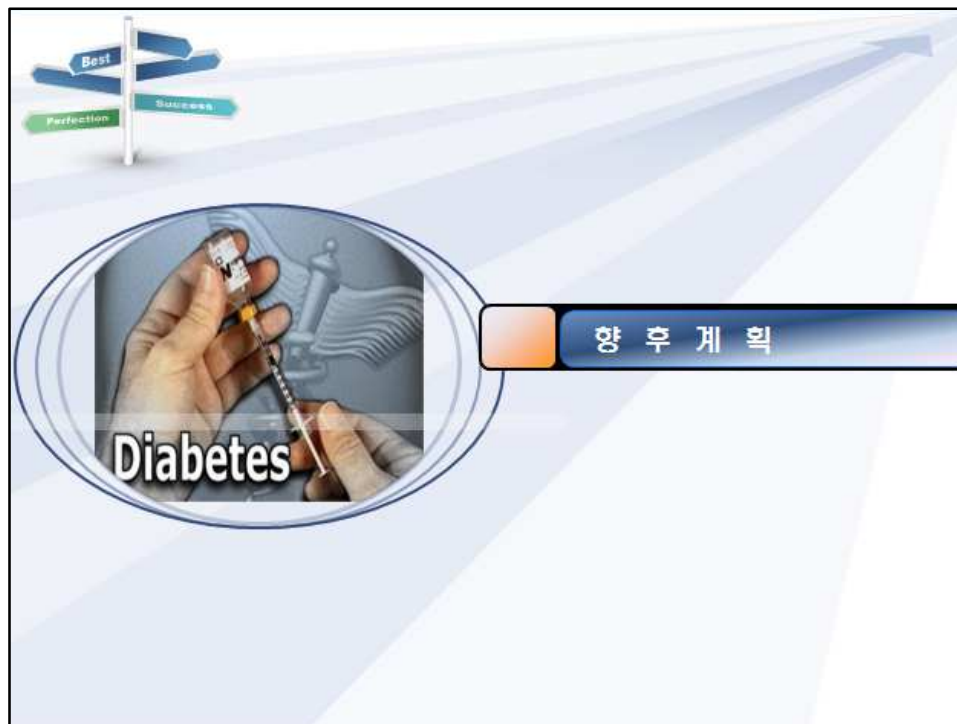 Best
Success
Perfection
향 후 계 획
Diabetes